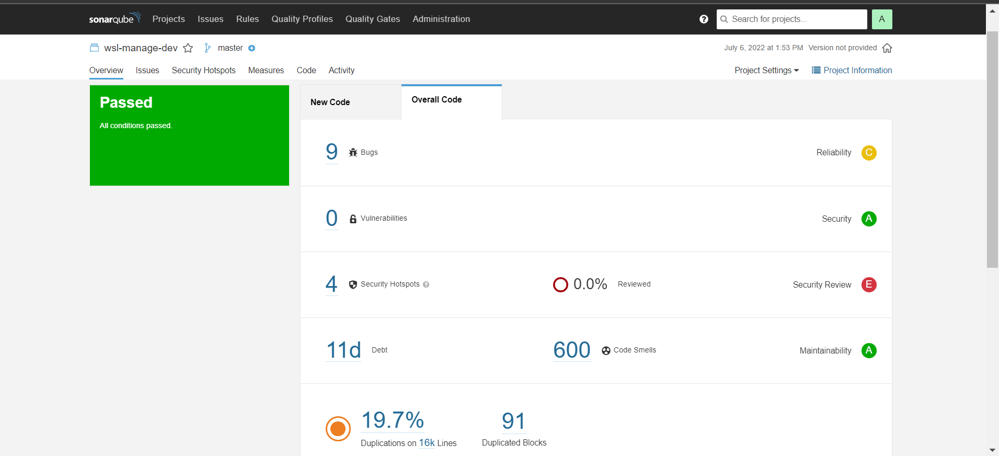 sonarqube Projects Issues Rules Quality Profiles Quality Gates Administration ? Search for projects... A
wsl-manage-dev master July 6, 2022 at 1:53 PM Version not provided
Overview Issues Security Hotspots Measures Code Activity Project Settings Project Information
Passed
All conditions passed.
New Code Overall Code
9 Bugs Reliability C
0 Vulnerabilities Security A
4 Security Hotspots ? 0.0% Reviewed Security Review E
11d Debt 600 Code Smells Maintainability A
19.7% 91
Duplications on 16k Lines Duplicated Blocks